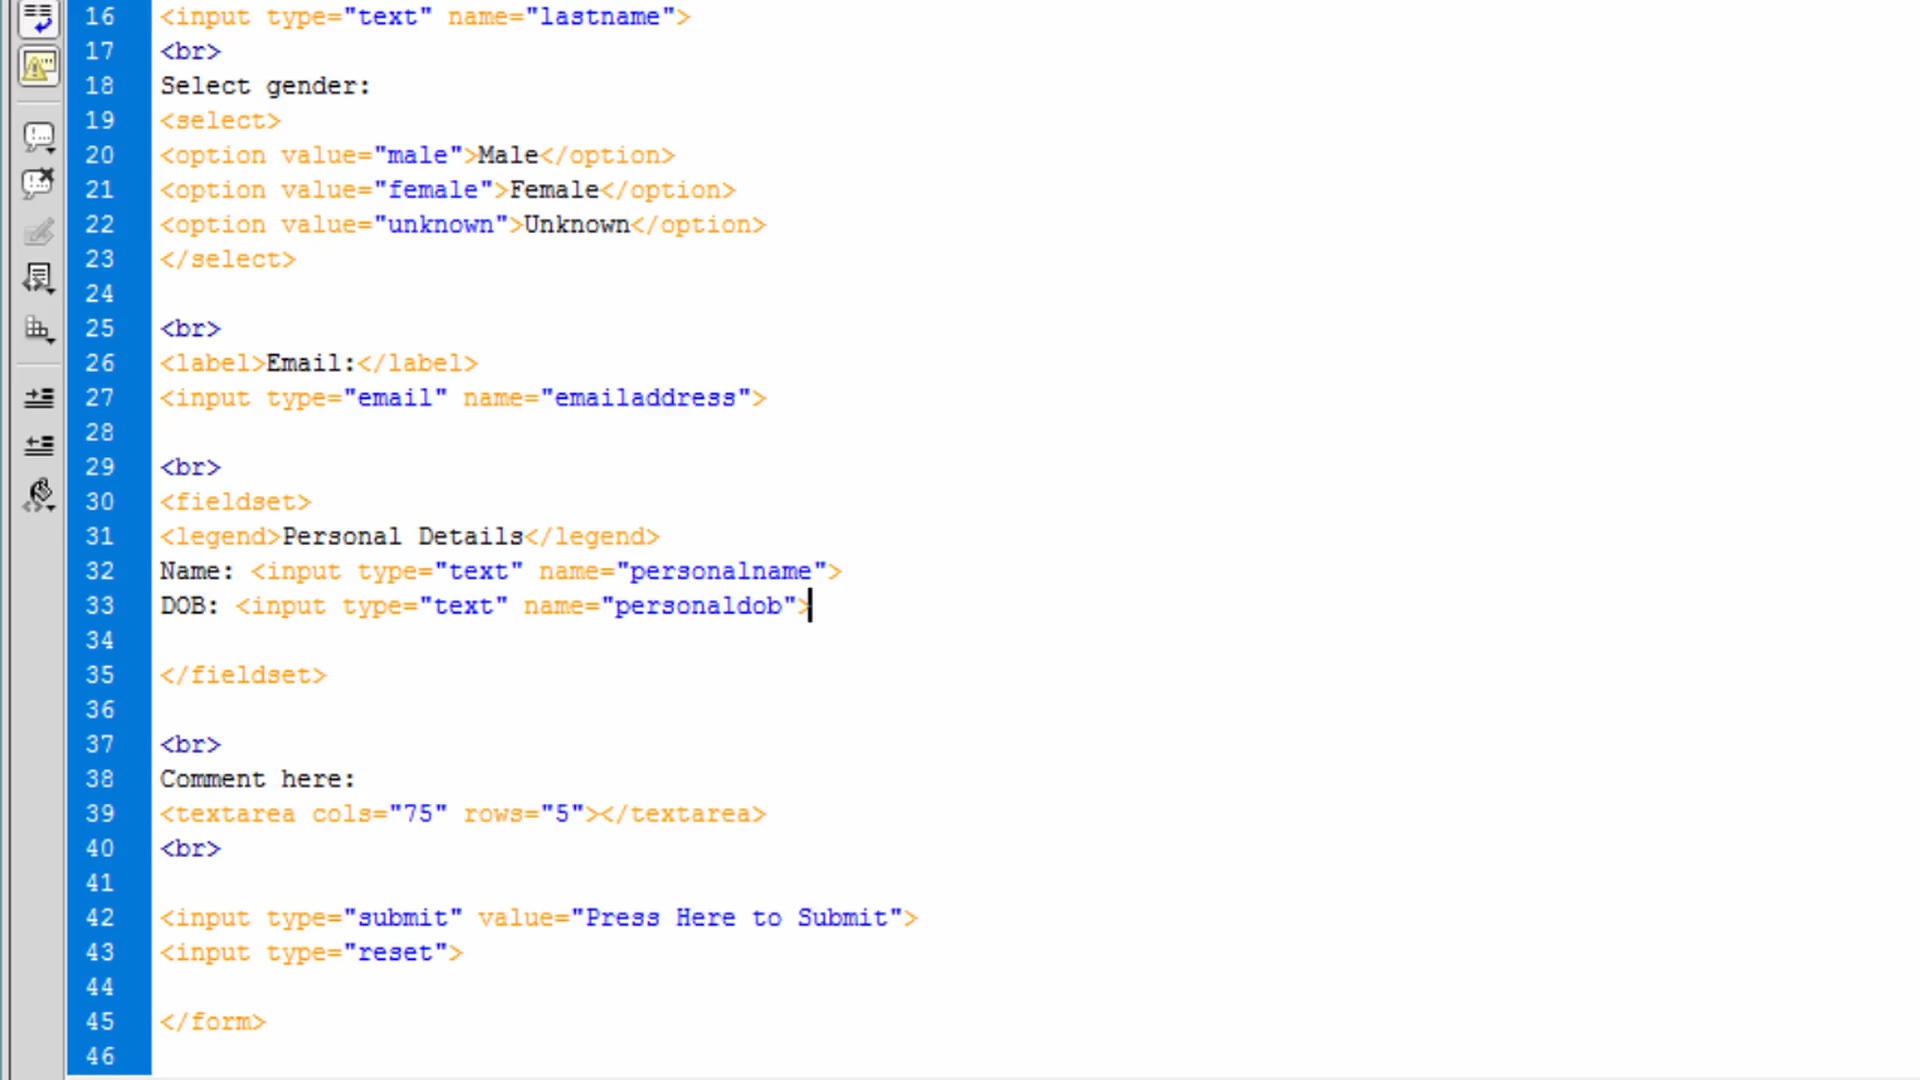 16 <input type="text" name="lastname">
17 <br>
18 Select gender:
19 <select>
20 <option value="male">Male</option>
21 <option value="female">Female</option>
22 <option value="unknown">Unknown</option>
23 </select>
24
25 <br>
26 <label>Email:</label>
27 <input type="email" name="emailaddress">
28
29 <br>
30 <fieldset>
31 <legend>Personal Details</legend>
32 Name: <input type="text" name="personalname">
33 DOB: <input type="text" name="personaldob">
34
35 </fieldset>
36
37 <br>
38 Comment here:
39 <textarea cols="75" rows="5"></textarea>
40 <br>
41
42 <input type="submit" value="Press Here to Submit">
43 <input type="reset">
44
45 </form>
46